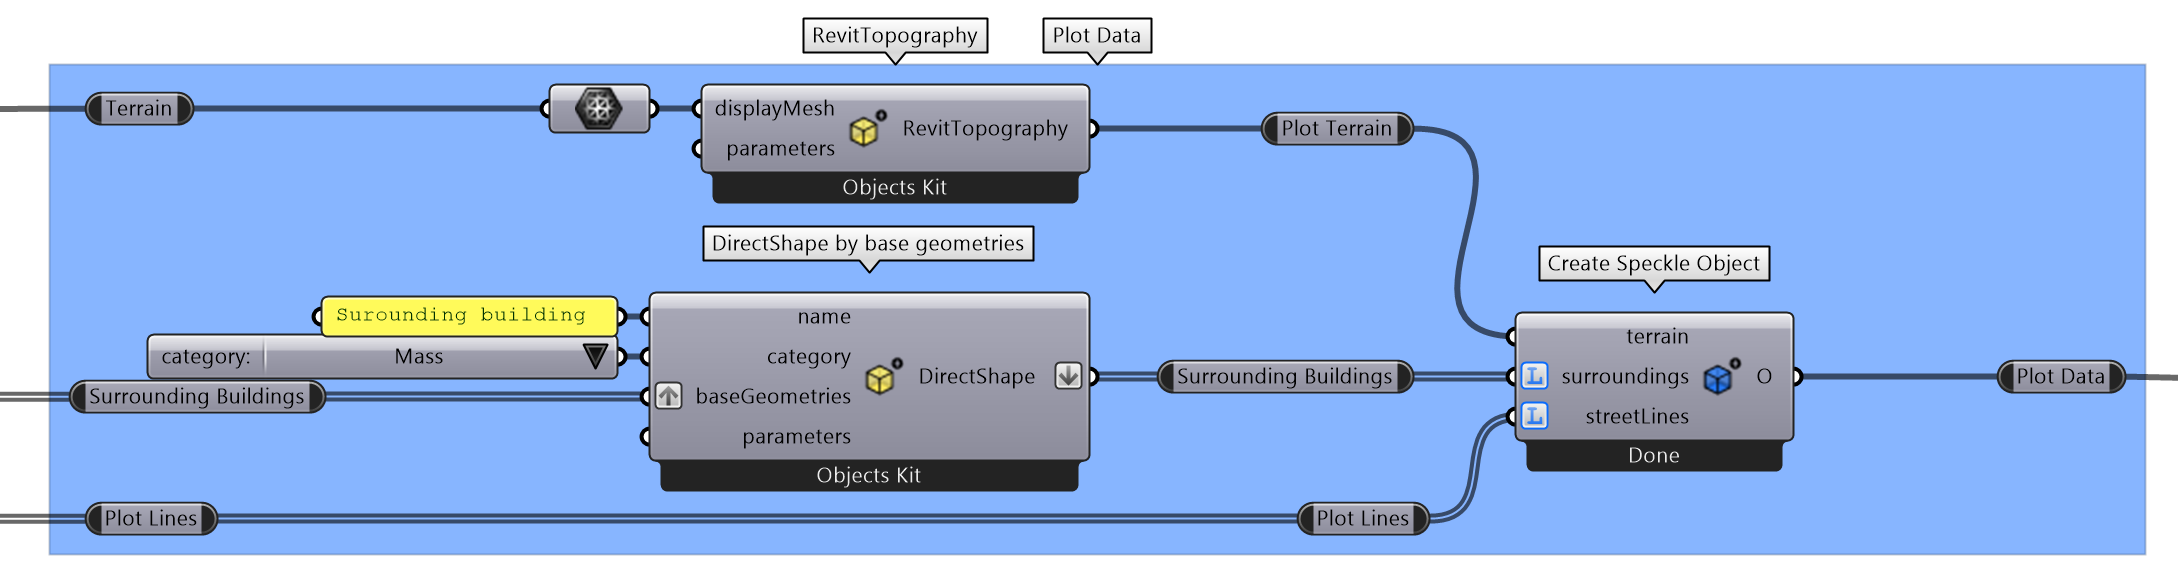 RevitTopography
Plot Data
Terrain
displayMesh
parameters
RevitTopography
Objects Kit
Plot Terrain
DirectShape by base geometries
Surounding building
category: Mass
Surrounding Buildings
name
category
baseGeometries
parameters
DirectShape
Objects Kit
Surrounding Buildings
Create Speckle Object
terrain
L surroundings
L streetLines
O
Done
Plot Data
Plot Lines
Plot Lines